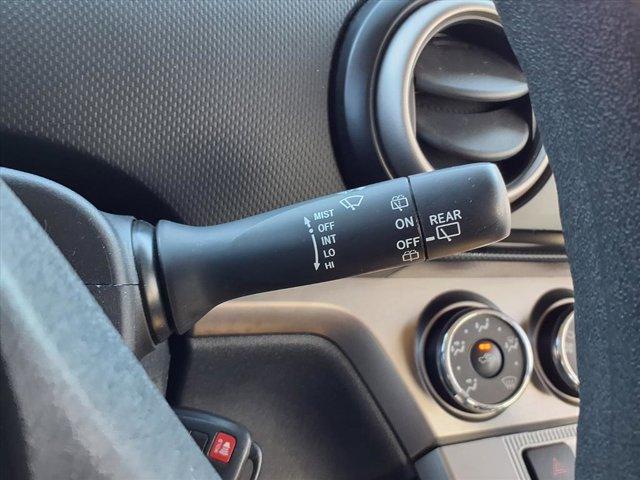 MIST
OFF
INT
LO
HI
ON
OFF
REAR